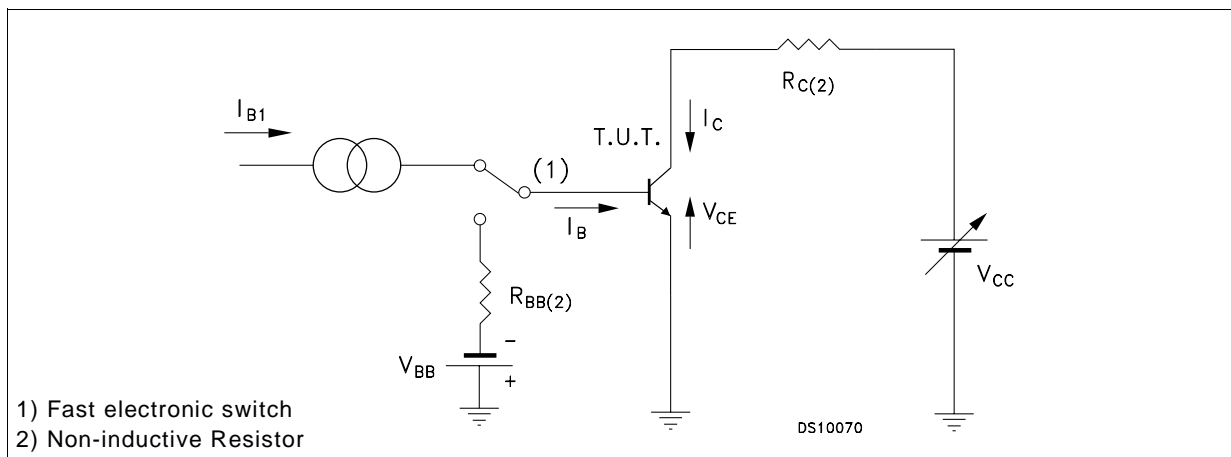 I_B1
R_C(2)
I_C
T.U.T.
(1)
I_B
V_CE
V_CC
R_BB(2)
-
V_BB
+
1) Fast electronic switch
2) Non-inductive Resistor
DS10070